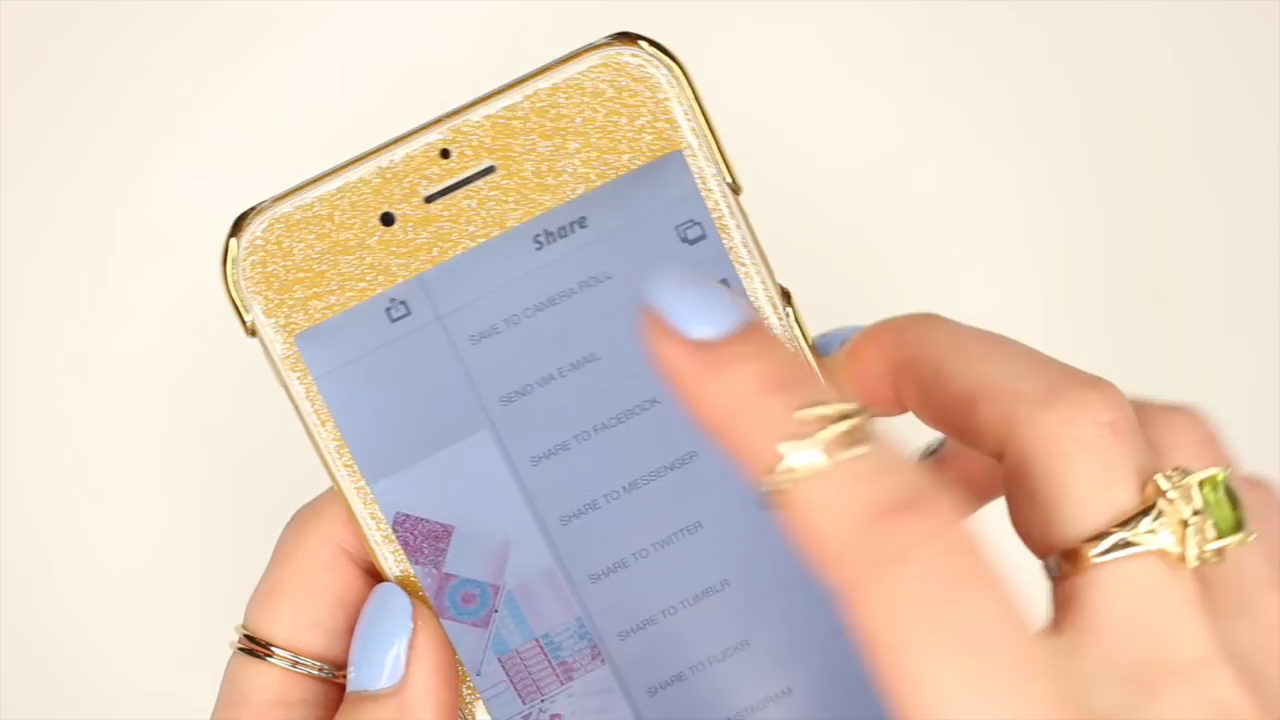 Share
SAVE TO CAMERA ROLL
SEND VIA E-MAIL
SHARE TO FACEBOOK
SHARE TO MESSENGER
SHARE TO TWITTER
SHARE TO TUMBLR
SHARE TO FLICKR
INSTAGRAM